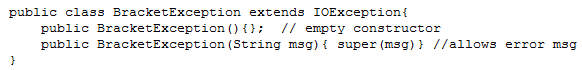 public class BracketException extends IOException{
    public BracketException(){};  // empty constructor
    public BracketException(String msg){ super(msg)} //allows error msg
}